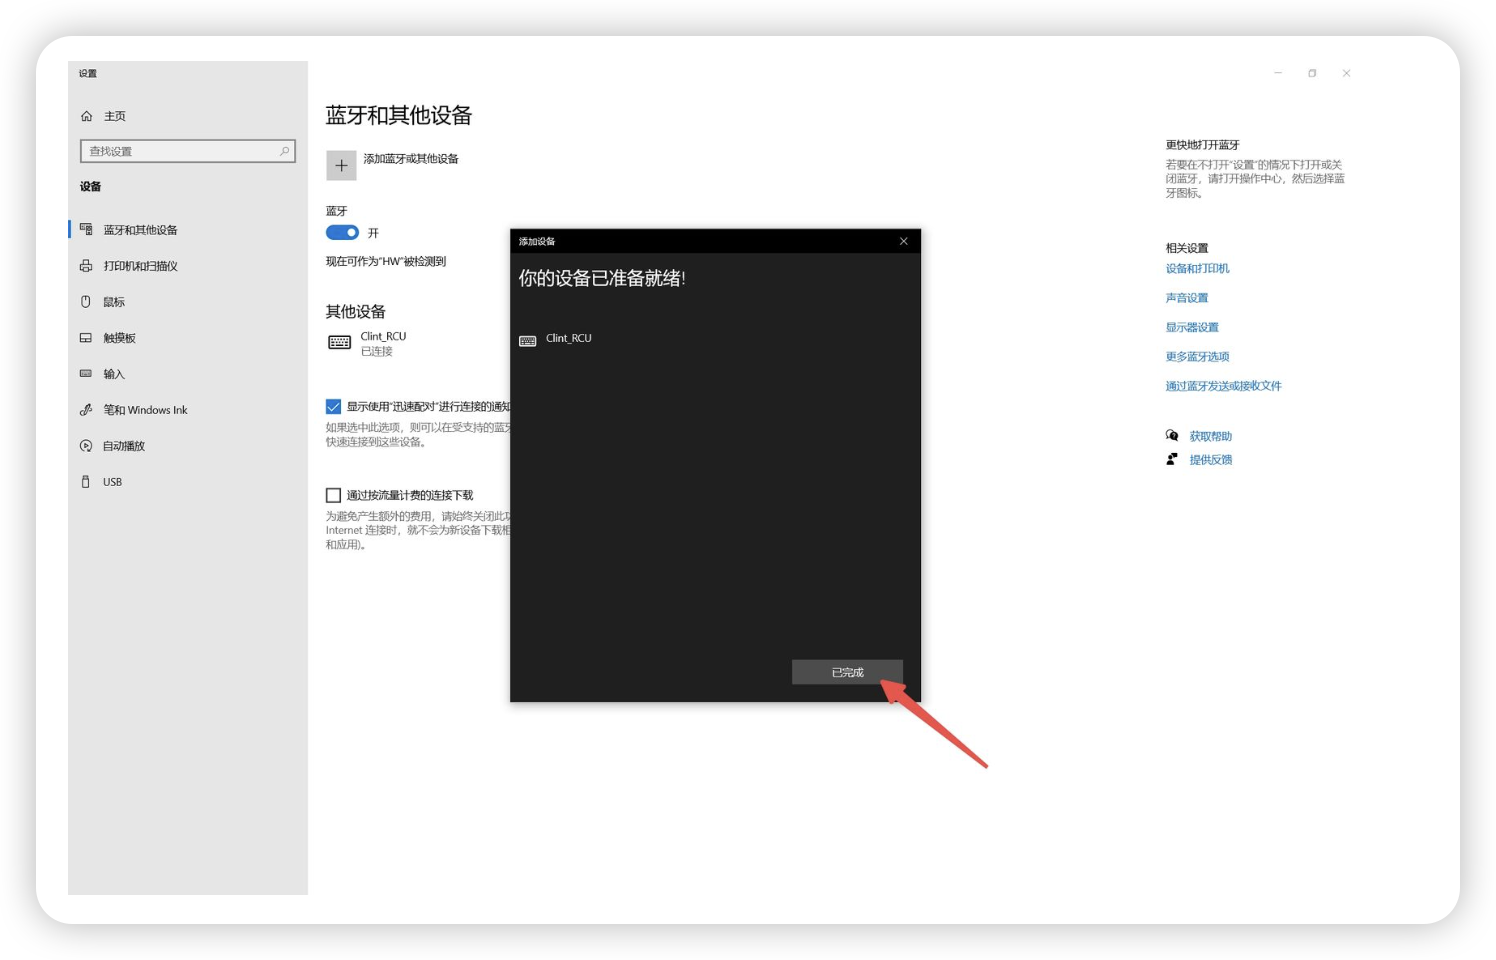 设置
主页
查找设置
设备
蓝牙和其他设备
打印机和扫描仪
鼠标
触摸板
输入
笔和 Windows Ink
自动播放
USB
蓝牙和其他设备
添加蓝牙或其他设备
蓝牙
开
现在可作为“HW”被检测到
其他设备
Clint_RCU
已连接
显示使用“迅速配对”进行连接的通知
如果选中此选项，则可以在受支持的蓝牙
快速连接到这些设备。
通过按流量计费的连接下载
为避免产生额外的费用，请始终关闭此功
Internet 连接时，就不会为新设备下载相
和应用)。
添加设备
你的设备已准备就绪!
Clint_RCU
已完成
更快地打开蓝牙
若要在不打开“设置”的情况下打开或关
闭蓝牙，请打开操作中心，然后选择蓝
牙图标。
相关设置
设备和打印机
声音设置
显示器设置
更多蓝牙选项
通过蓝牙发送或接收文件
获取帮助
提供反馈